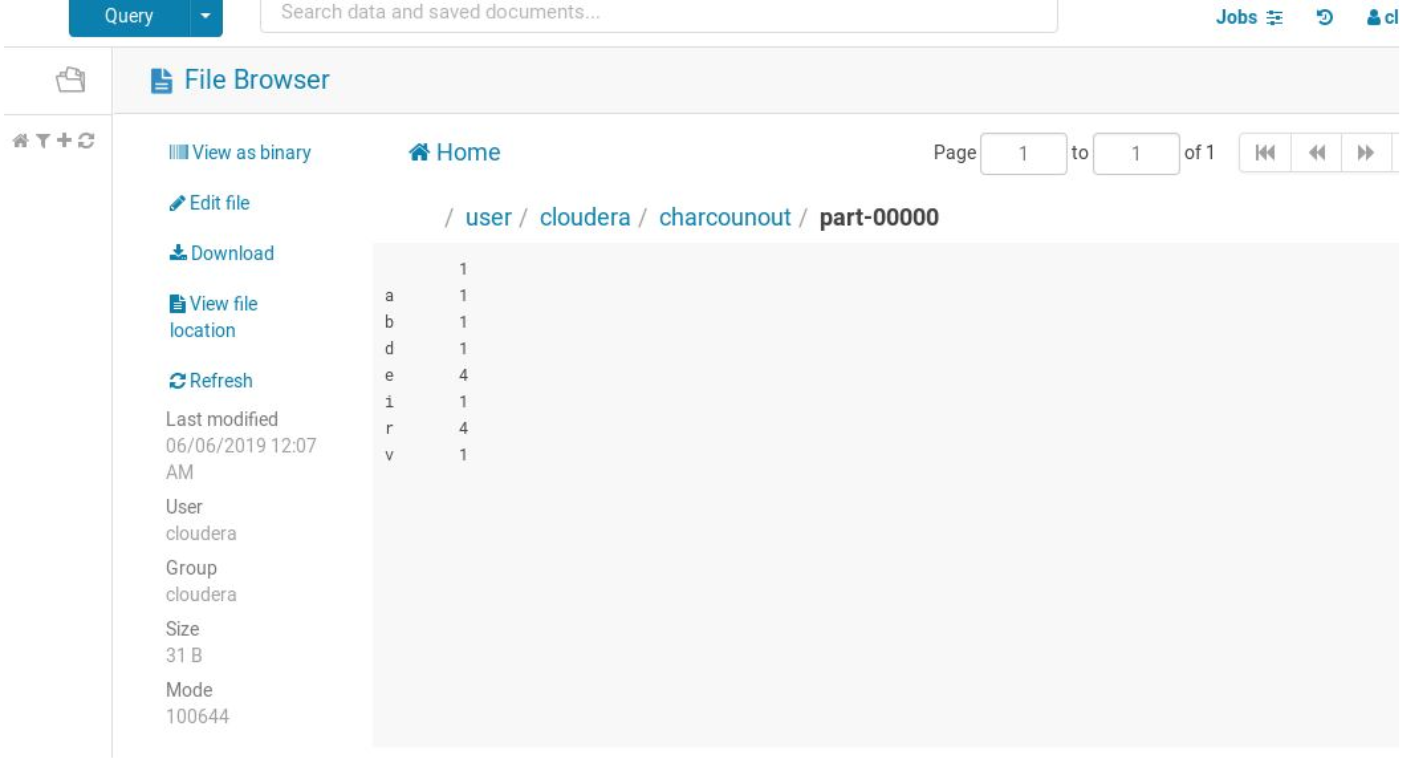 Query
Search data and saved documents...
Jobs
cl
File Browser
View as binary
Home
Page 1 to 1 of 1
Edit file
/ user / cloudera / charcounout / part-00000
Download
View file
location
Refresh
Last modified
06/06/2019 12:07
AM
User
cloudera
Group
cloudera
Size
31 B
Mode
100644
1
a 1
b 1
d 1
e 4
i 1
r 4
v 1